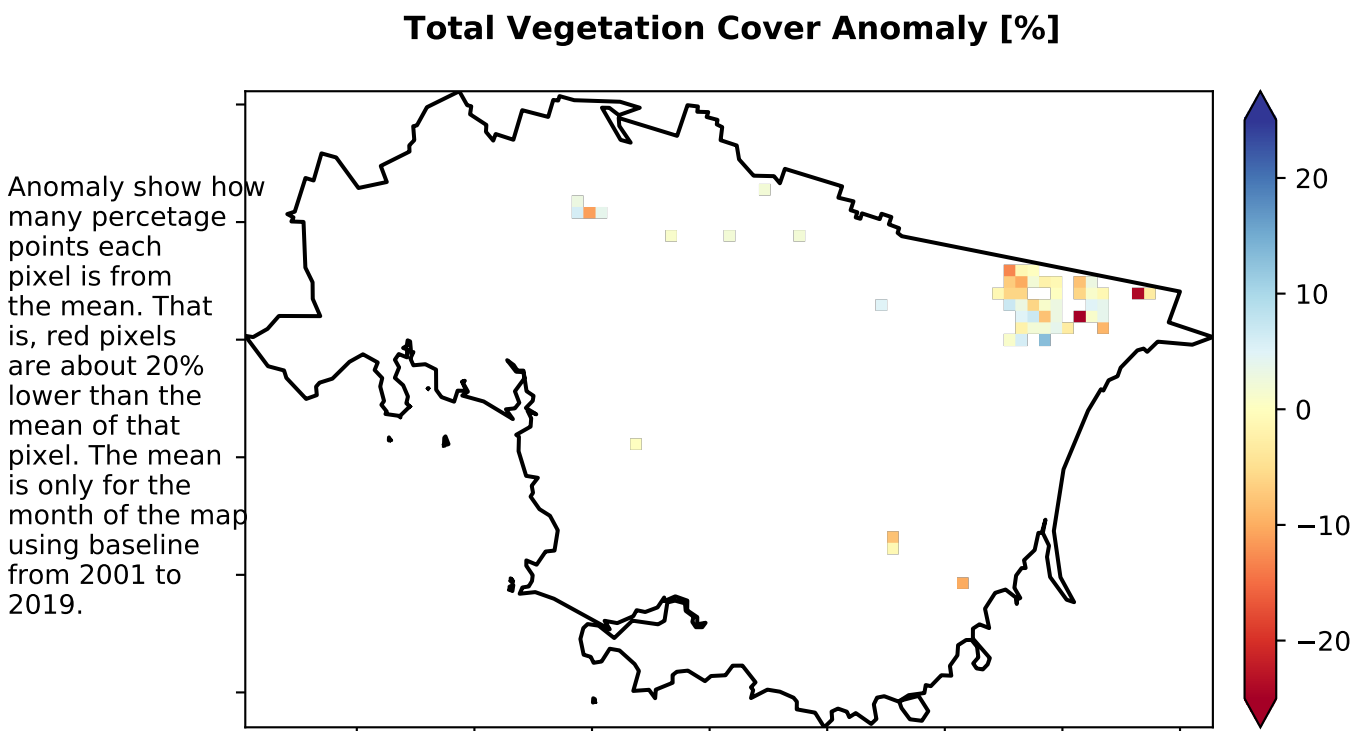 Total Vegetation Cover Anomaly [%]
Anomaly show how
many percetage
points each
pixel is from
the mean. That
is, red pixels
are about 20%
lower than the
mean of that
pixel. The mean
is only for the
month of the map
using baseline
from 2001 to
2019.
20
10
0
−10
−20